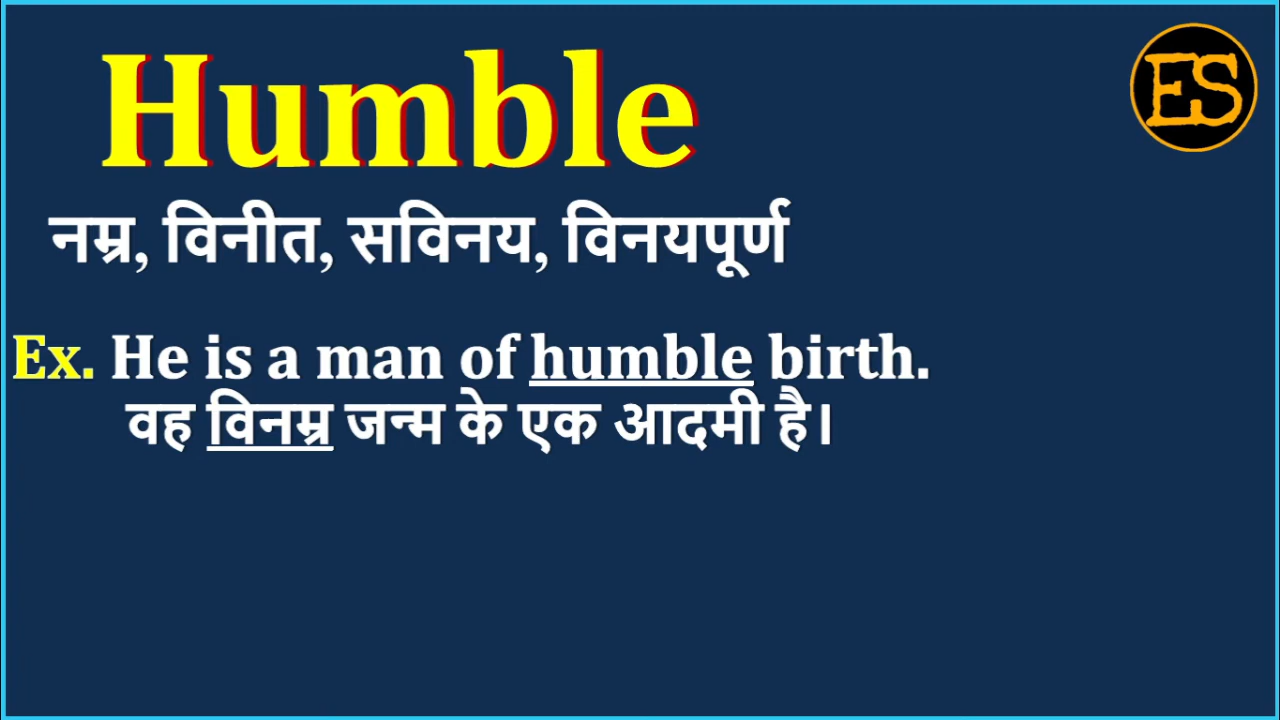 Humble
ES
नम्र, विनीत, सविनय, विनयपूर्ण
Ex. He is a man of humble birth.
वह विनम्र जन्म के एक आदमी है।